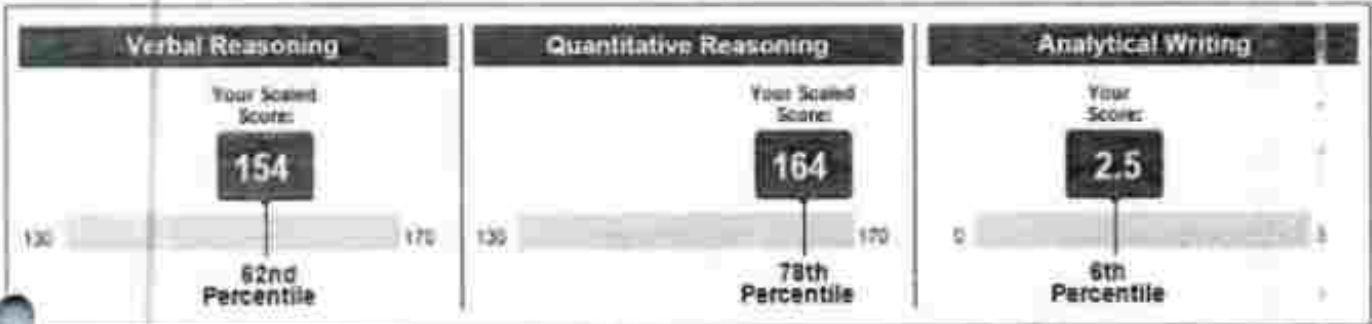 Verbal Reasoning
Your Scaled
Score:
154
130
170
62nd
Percentile
Quantitative Reasoning
Your Scaled
Score:
164
130
170
78th
Percentile
Analytical Writing
Your
Score:
2.5
0
6th
Percentile